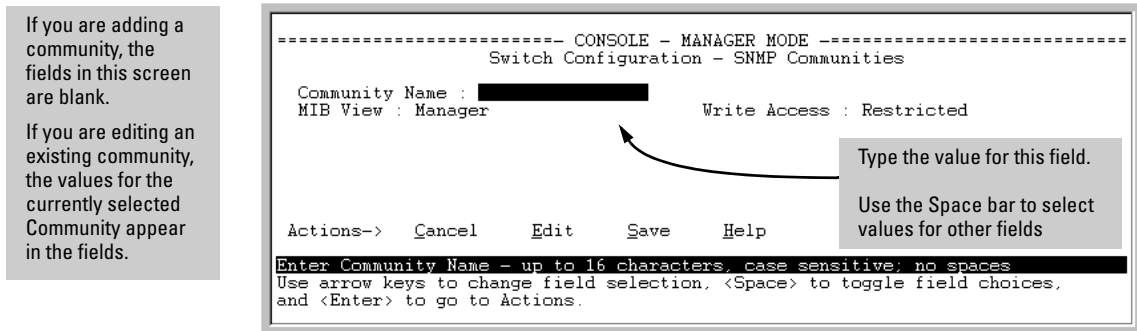 If you are adding a
community, the
fields in this screen
are blank.
If you are editing an
existing community,
the values for the
currently selected
Community appear
in the fields.
==========================- CONSOLE - MANAGER MODE -============================
Switch Configuration - SNMP Communities
Community Name :
MIB View : Manager Write Access : Restricted
Type the value for this field.
Use the Space bar to select
values for other fields
Actions-> Cancel Edit Save Help
Enter Community Name - up to 16 characters, case sensitive; no spaces
Use arrow keys to change field selection, <Space> to toggle field choices,
and <Enter> to go to Actions.